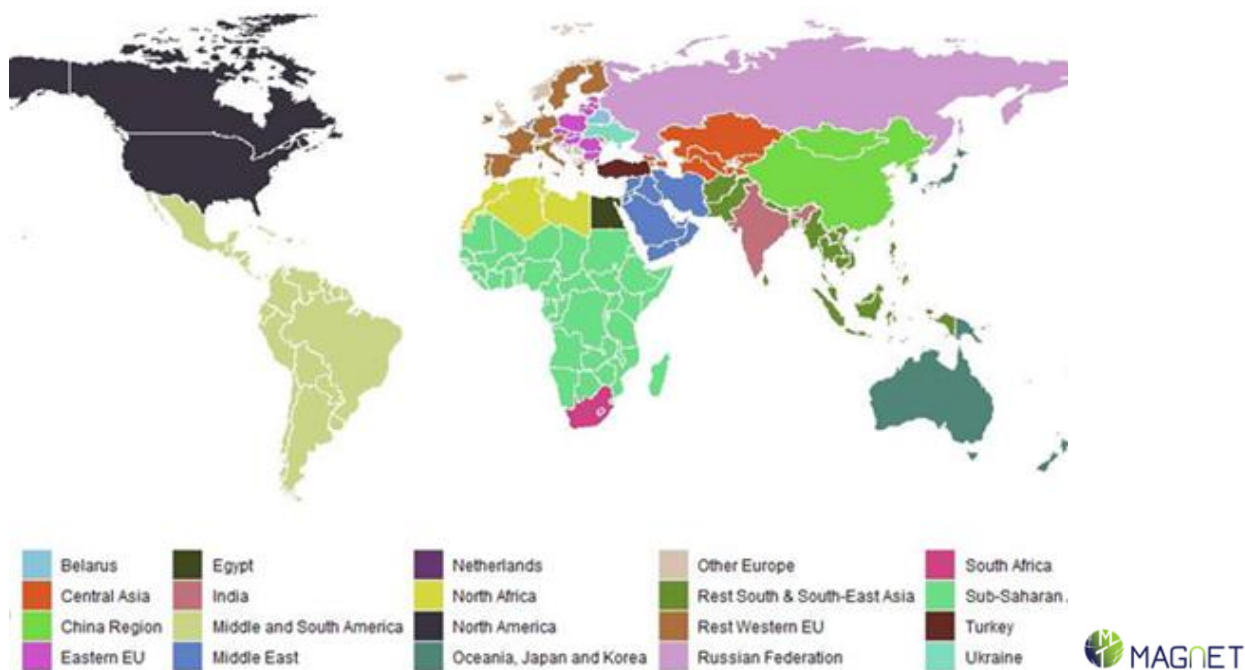 Belarus Egypt Netherlands Other Europe South Africa
Central Asia India North Africa Rest South & South-East Asia Sub-Saharan
China Region Middle and South America North America Rest Western EU Turkey
Eastern EU Middle East Oceania, Japan and Korea Russian Federation Ukraine
MAGNET